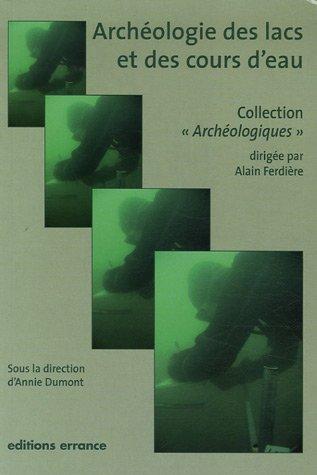 Archéologie des lacs
et des cours d'eau
Collection
« Archéologiques »
dirigée par
Alain Ferdière
Sous la direction
d'Annie Dumont
editions errance